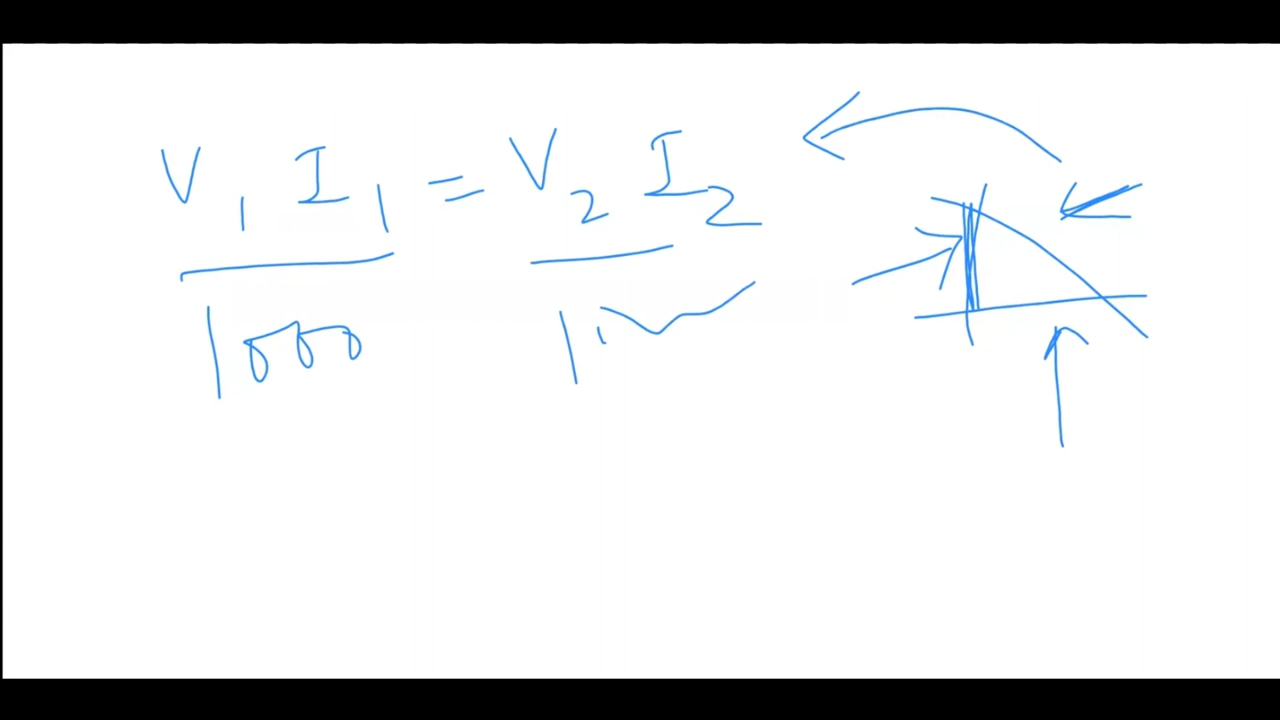 V₁ I₁ = V₂ I₂
1000